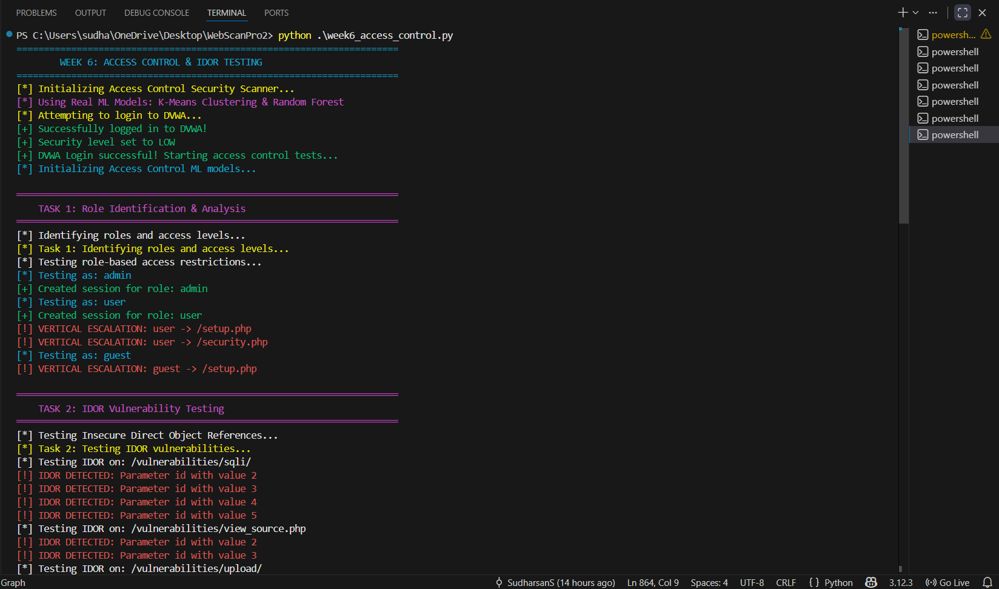 PROBLEMS OUTPUT DEBUG CONSOLE TERMINAL PORTS
PS C:\Users\sudha\OneDrive\Desktop\WebScanPro2> python .\week6_access_control.py
======================================================================
WEEK 6: ACCESS CONTROL & IDOR TESTING
======================================================================
[*] Initializing Access Control Security Scanner...
[*] Using Real ML Models: K-Means Clustering & Random Forest
[*] Attempting to login to DVWA...
[+] Successfully logged in to DVWA!
[+] Security level set to LOW
[+] DVWA Login successful! Starting access control tests...
[*] Initializing Access Control ML models...
======================================================================
TASK 1: Role Identification & Analysis
======================================================================
[*] Identifying roles and access levels...
[*] Task 1: Identifying roles and access levels...
[*] Testing role-based access restrictions...
[*] Testing as: admin
[+] Created session for role: admin
[*] Testing as: user
[+] Created session for role: user
[!] VERTICAL ESCALATION: user -> /setup.php
[!] VERTICAL ESCALATION: user -> /security.php
[*] Testing as: guest
[!] VERTICAL ESCALATION: guest -> /setup.php
======================================================================
TASK 2: IDOR Vulnerability Testing
======================================================================
[*] Testing Insecure Direct Object References...
[*] Task 2: Testing IDOR vulnerabilities...
[*] Testing IDOR on: /vulnerabilities/sqli/
[!] IDOR DETECTED: Parameter id with value 2
[!] IDOR DETECTED: Parameter id with value 3
[!] IDOR DETECTED: Parameter id with value 4
[!] IDOR DETECTED: Parameter id with value 5
[*] Testing IDOR on: /vulnerabilities/view_source.php
[!] IDOR DETECTED: Parameter id with value 2
[!] IDOR DETECTED: Parameter id with value 3
[*] Testing IDOR on: /vulnerabilities/upload/
powersh...
powershell
powershell
powershell
powershell
powershell
powershell
Graph SudharsanS (14 hours ago) Ln 864, Col 9 Spaces: 4 UTF-8 CRLF { } Python 3.12.3 Go Live